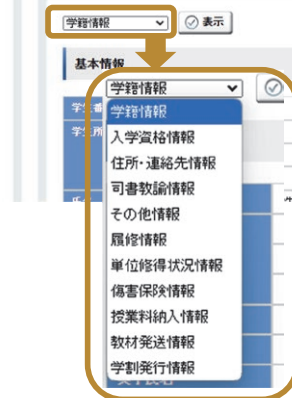 学籍情報
表示
基本情報
学籍情報
学籍情報
入学資格情報
住所・連絡先情報
司書教諭情報
その他情報
履修情報
単位修得状況情報
傷害保険情報
授業料納入情報
教材発送情報
学割発行情報